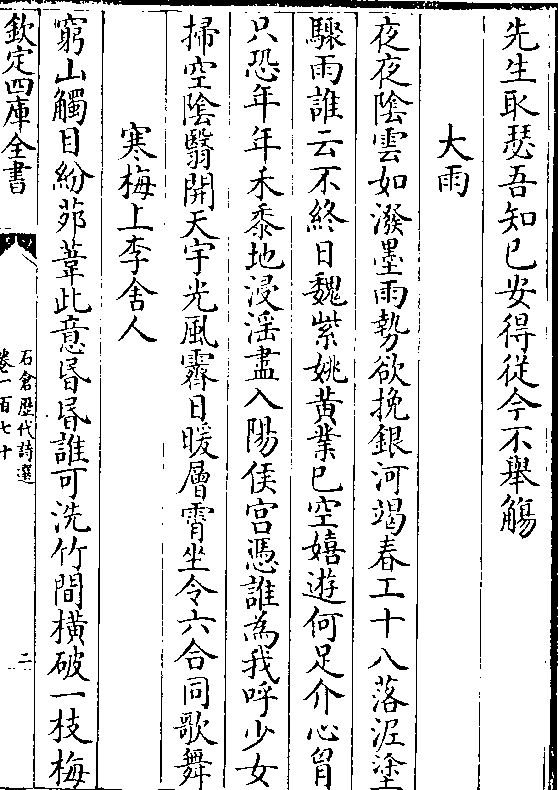 先生取瑟吾知已安得從今不舉觴
大雨
夜夜陰雲如潑墨雨勢欲挽銀河竭春工十八落泥塗
驟雨誰云不終日魏紫姚黃業已空嬉遊何足介心胷
只恐年年禾黍地浸淫盡入陽侯宫憑誰為我呼少女
掃空陰翳開天宇光風霽日暖層霄坐令六合同歌舞
寒梅上李舍人
窮山觸目紛茆葦此意昬昬誰可洗竹間橫破一枝梅
欽定四庫全書
石倉歴代詩選
卷一百七十
二